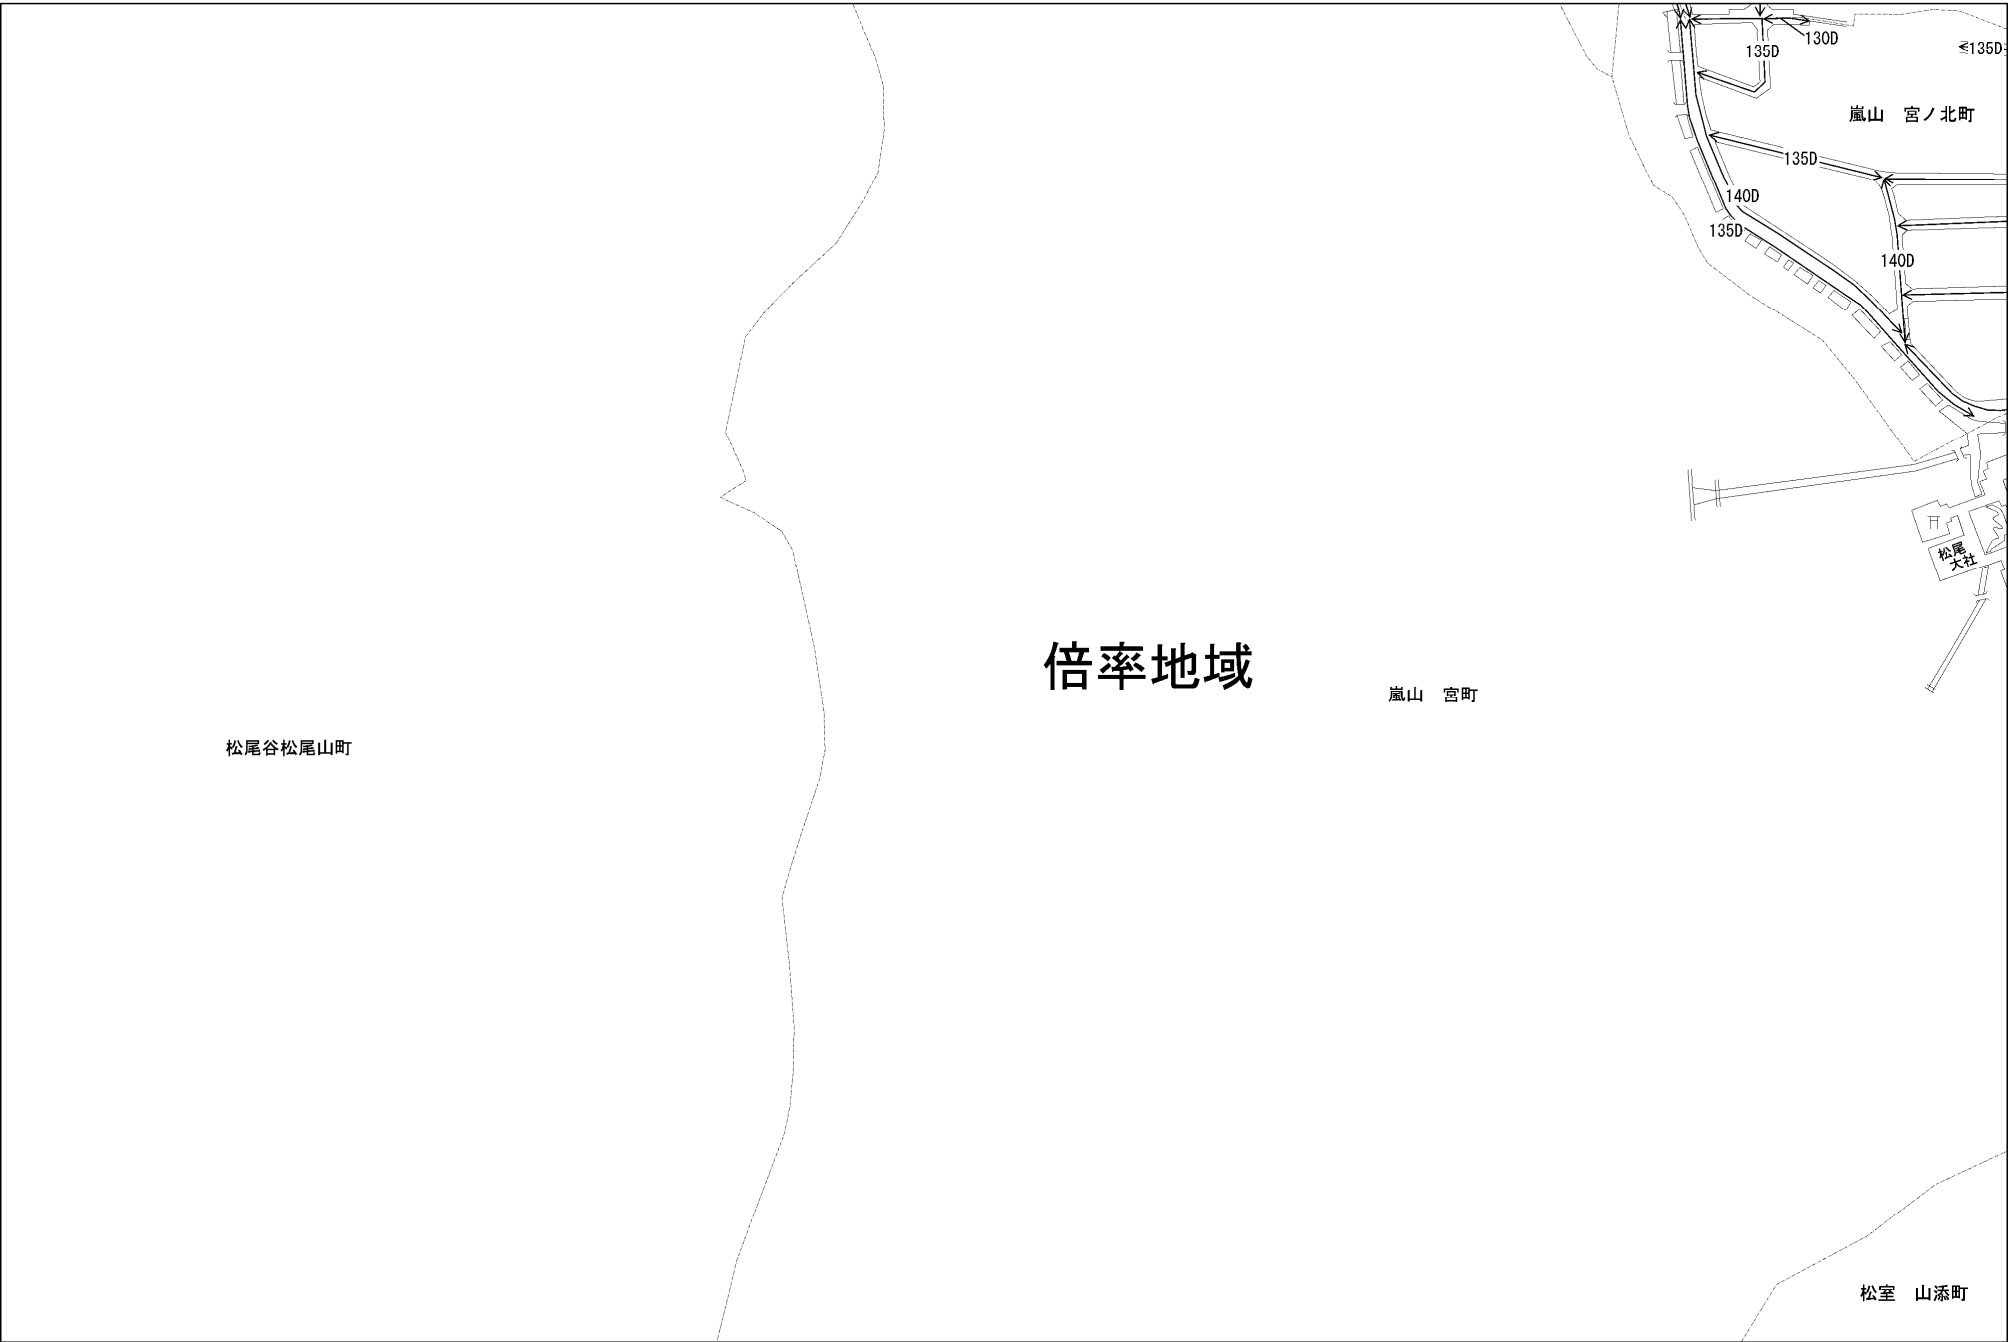 130D
135D
135D
嵐山　宮ノ北町
135D
140D
135D
140D
松尾
大社
倍率地域
嵐山　宮町
松尾谷松尾山町
松室　山添町